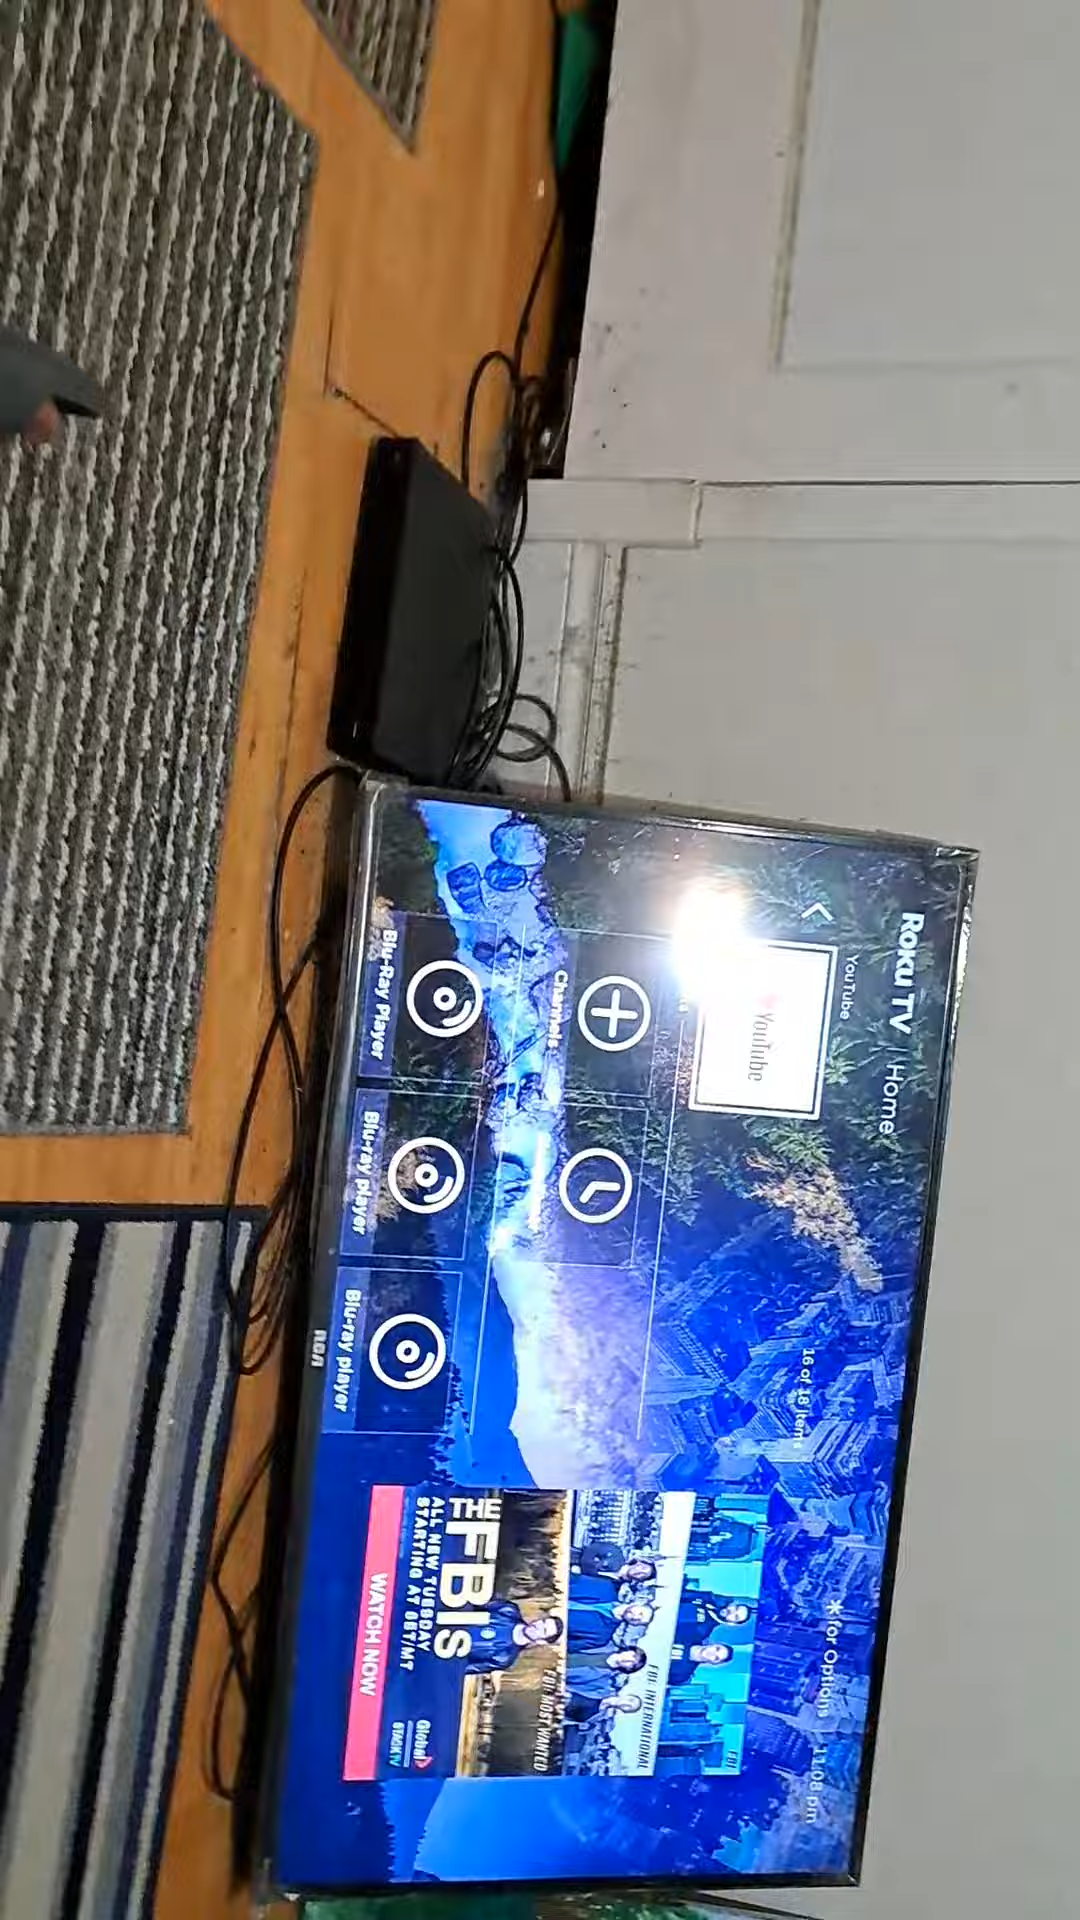 Roku TV | Home
* for Options
11:08 pm
YouTube
16 of 18 items
YouTube
Channels
Blu-Ray Player
Blu-ray player
Blu-ray player
FBI
FBI: INTERNATIONAL
FBI: MOST WANTED
THE
FBIS
ALL NEW TUESDAY
STARTING AT 8ET/MT
Global
STACKTV
WATCH NOW
RCA